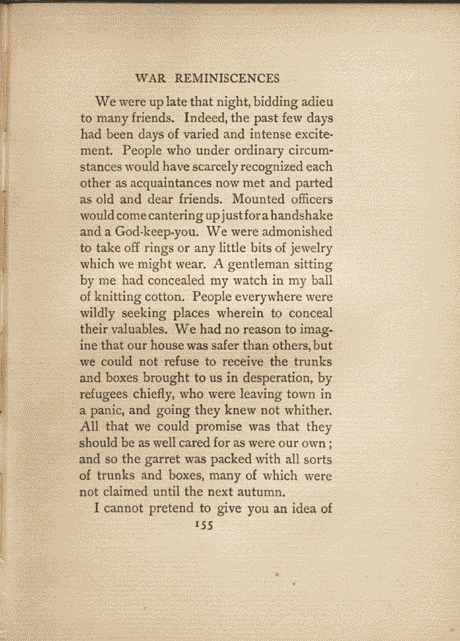 WAR REMINISCENCES
We were up late that night, bidding adieu
to many friends. Indeed, the past few days
had been days of varied and intense excite-
ment. People who under ordinary circum-
stances would have scarcely recognized each
other as acquaintances now met and parted
as old and dear friends. Mounted officers
would come cantering up just for a handshake
and a God-keep-you. We were admonished
to take off rings or any little bits of jewelry
which we might wear. A gentleman sitting
by me had concealed my watch in my ball
of knitting cotton. People everywhere were
wildly seeking places wherein to conceal
their valuables. We had no reason to imag-
ine that our house was safer than others, but
we could not refuse to receive the trunks
and boxes brought to us in desperation, by
refugees chiefly, who were leaving town in
a panic, and going they knew not whither.
All that we could promise was that they
should be as well cared for as were our own ;
and so the garret was packed with all sorts
of trunks and boxes, many of which were
not claimed until the next autumn.
I cannot pretend to give you an idea of
155